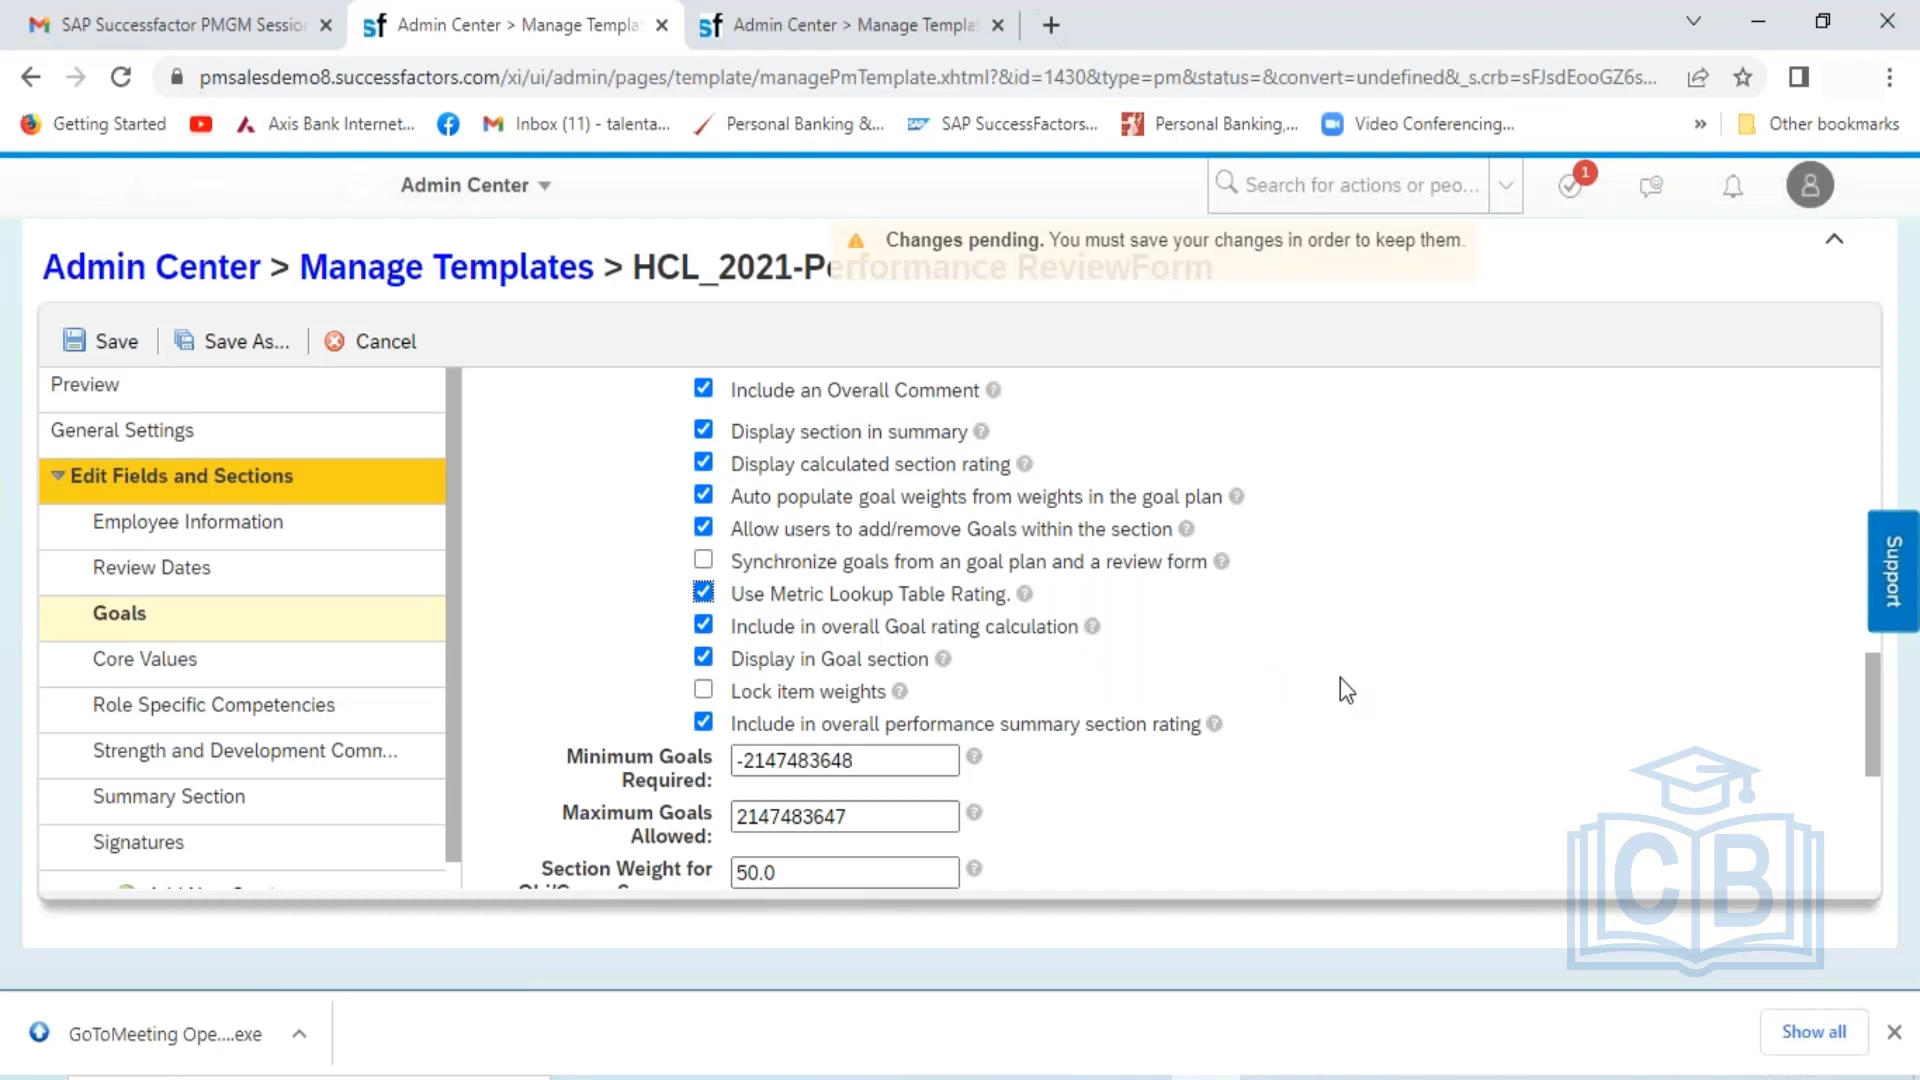 SAP Successfactor PMGM Session
Admin Center > Manage Templa
Admin Center > Manage Templa
pmsalesdemo8.successfactors.com/xi/ui/admin/pages/template/managePmTemplate.xhtml?&id=1430&type=pm&status=&convert=undefined&_s.crb=sFJsdEooGZ6s...
Getting Started
Axis Bank Internet...
Inbox (11) - talenta...
Personal Banking &...
SAP SuccessFactors...
Personal Banking,...
Video Conferencing...
»
Other bookmarks
Admin Center
Search for actions or peo...
1
Changes pending. You must save your changes in order to keep them.
Admin Center > Manage Templates > HCL_2021-Performance ReviewForm
Save
Save As...
Cancel
Preview
General Settings
Edit Fields and Sections
Employee Information
Review Dates
Goals
Core Values
Role Specific Competencies
Strength and Development Comm...
Summary Section
Signatures
Include an Overall Comment
Display section in summary
Display calculated section rating
Auto populate goal weights from weights in the goal plan
Allow users to add/remove Goals within the section
Synchronize goals from an goal plan and a review form
Use Metric Lookup Table Rating.
Include in overall Goal rating calculation
Display in Goal section
Lock item weights
Include in overall performance summary section rating
Minimum Goals
Required:
-2147483648
Maximum Goals
Allowed:
2147483647
Section Weight for
50.0
Support
CB
GoToMeeting Ope....exe
Show all